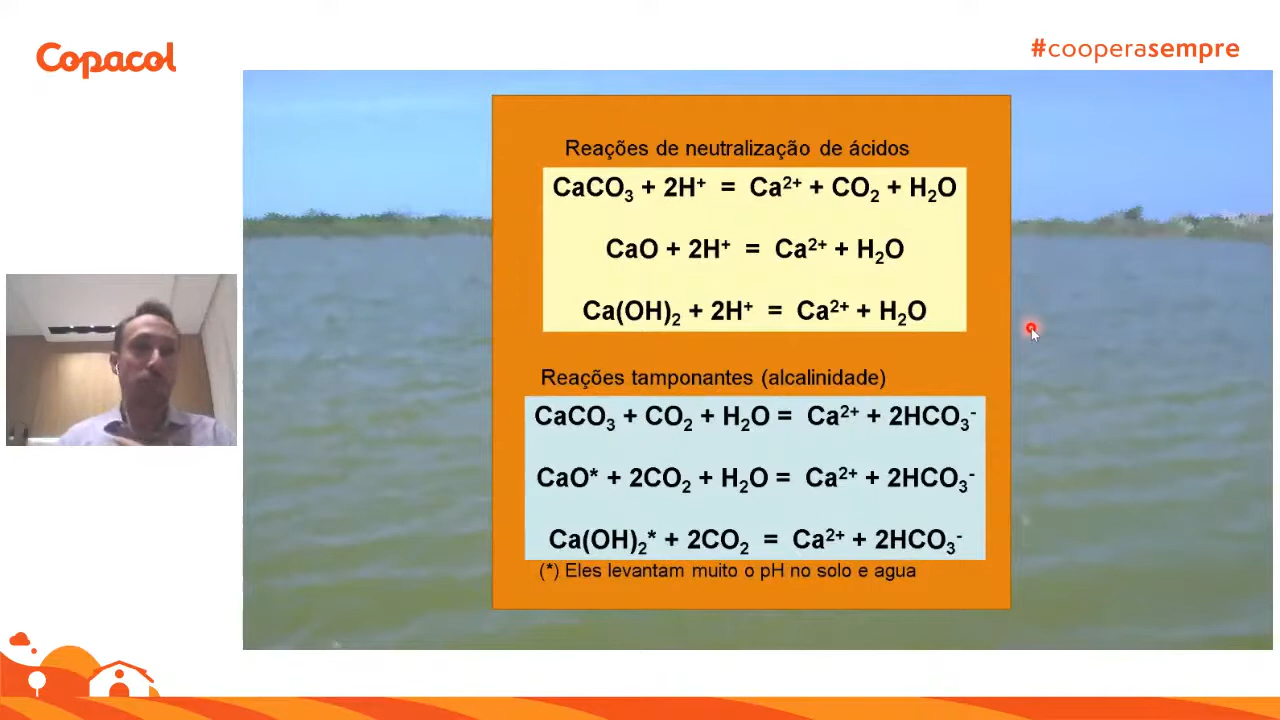 Copacol
#cooperasempre
Reações de neutralização de ácidos
CaCO₃ + 2H⁺ = Ca²⁺ + CO₂ + H₂O
CaO + 2H⁺ = Ca²⁺ + H₂O
Ca(OH)₂ + 2H⁺ = Ca²⁺ + H₂O
Reações tamponantes (alcalinidade)
CaCO₃ + CO₂ + H₂O = Ca²⁺ + 2HCO₃⁻
CaO* + 2CO₂ + H₂O = Ca²⁺ + 2HCO₃⁻
Ca(OH)₂* + 2CO₂ = Ca²⁺ + 2HCO₃⁻
(*) Eles levantam muito o pH no solo e agua